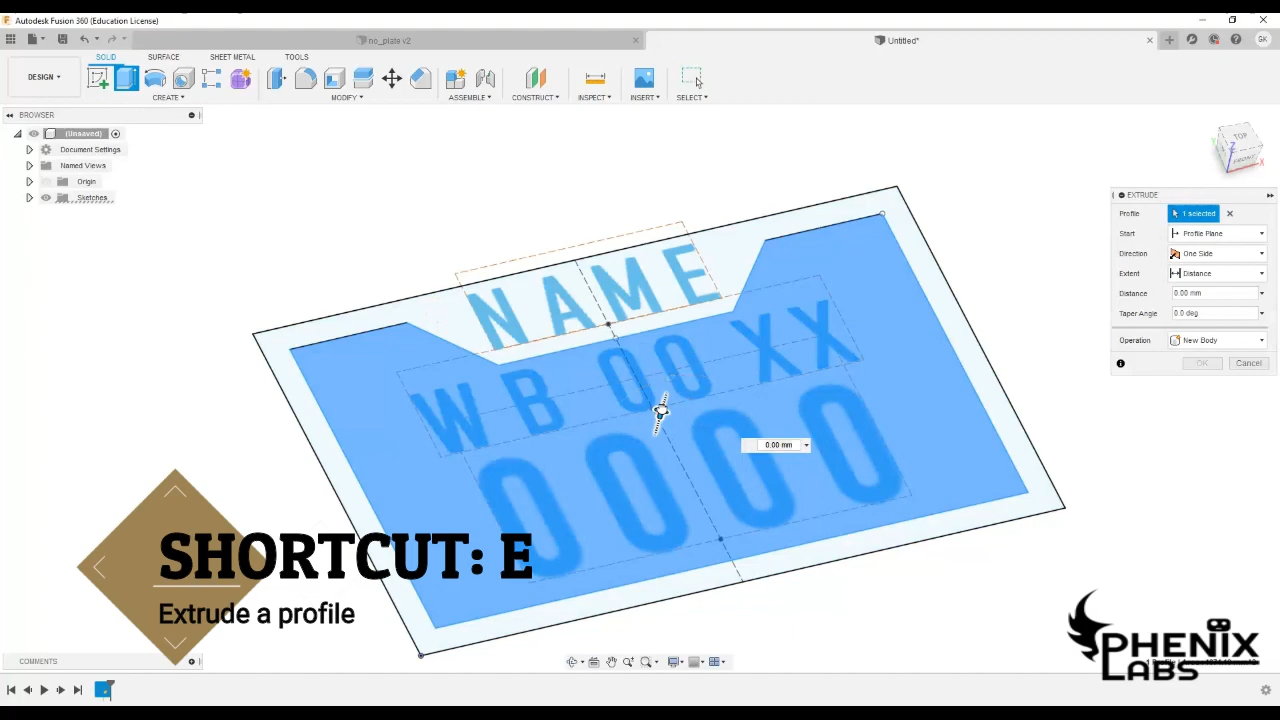 Autodesk Fusion 360 (Education License)
no_plate v2
Untitled*
GK
SOLID SURFACE SHEET METAL TOOLS
DESIGN
CREATE MODIFY ASSEMBLE CONSTRUCT INSPECT INSERT SELECT
BROWSER
(Unsaved)
Document Settings
Named Views
Origin
Sketches
TOP
FRONT
X
Y
Z
EXTRUDE
Profile 1 selected
Start Profile Plane
Direction One Side
Extent Distance
Distance 0.00 mm
Taper Angle 0.0 deg
Operation New Body
OK Cancel
NAME
WB 00 XX
0000
0.00 mm
SHORTCUT: E
Extrude a profile
COMMENTS
PHENIX
LABS